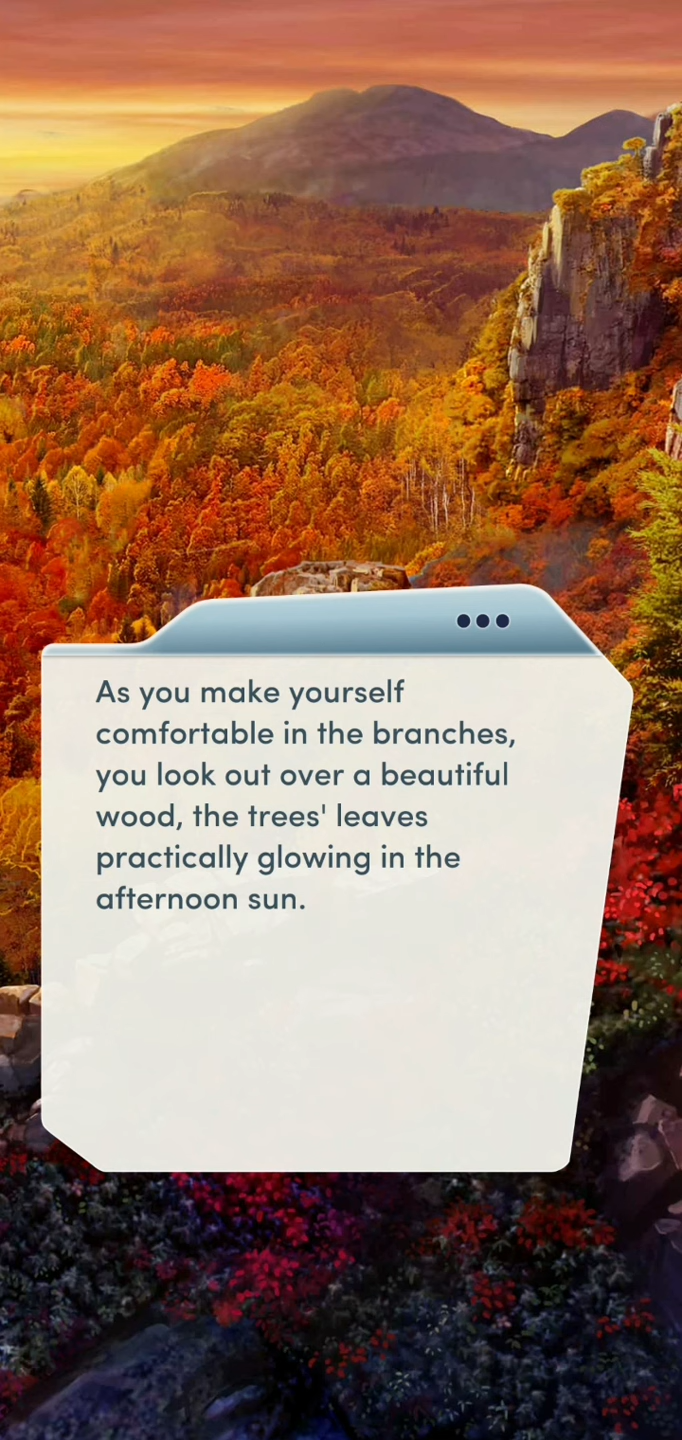 As you make yourself
comfortable in the branches,
you look out over a beautiful
wood, the trees' leaves
practically glowing in the
afternoon sun.